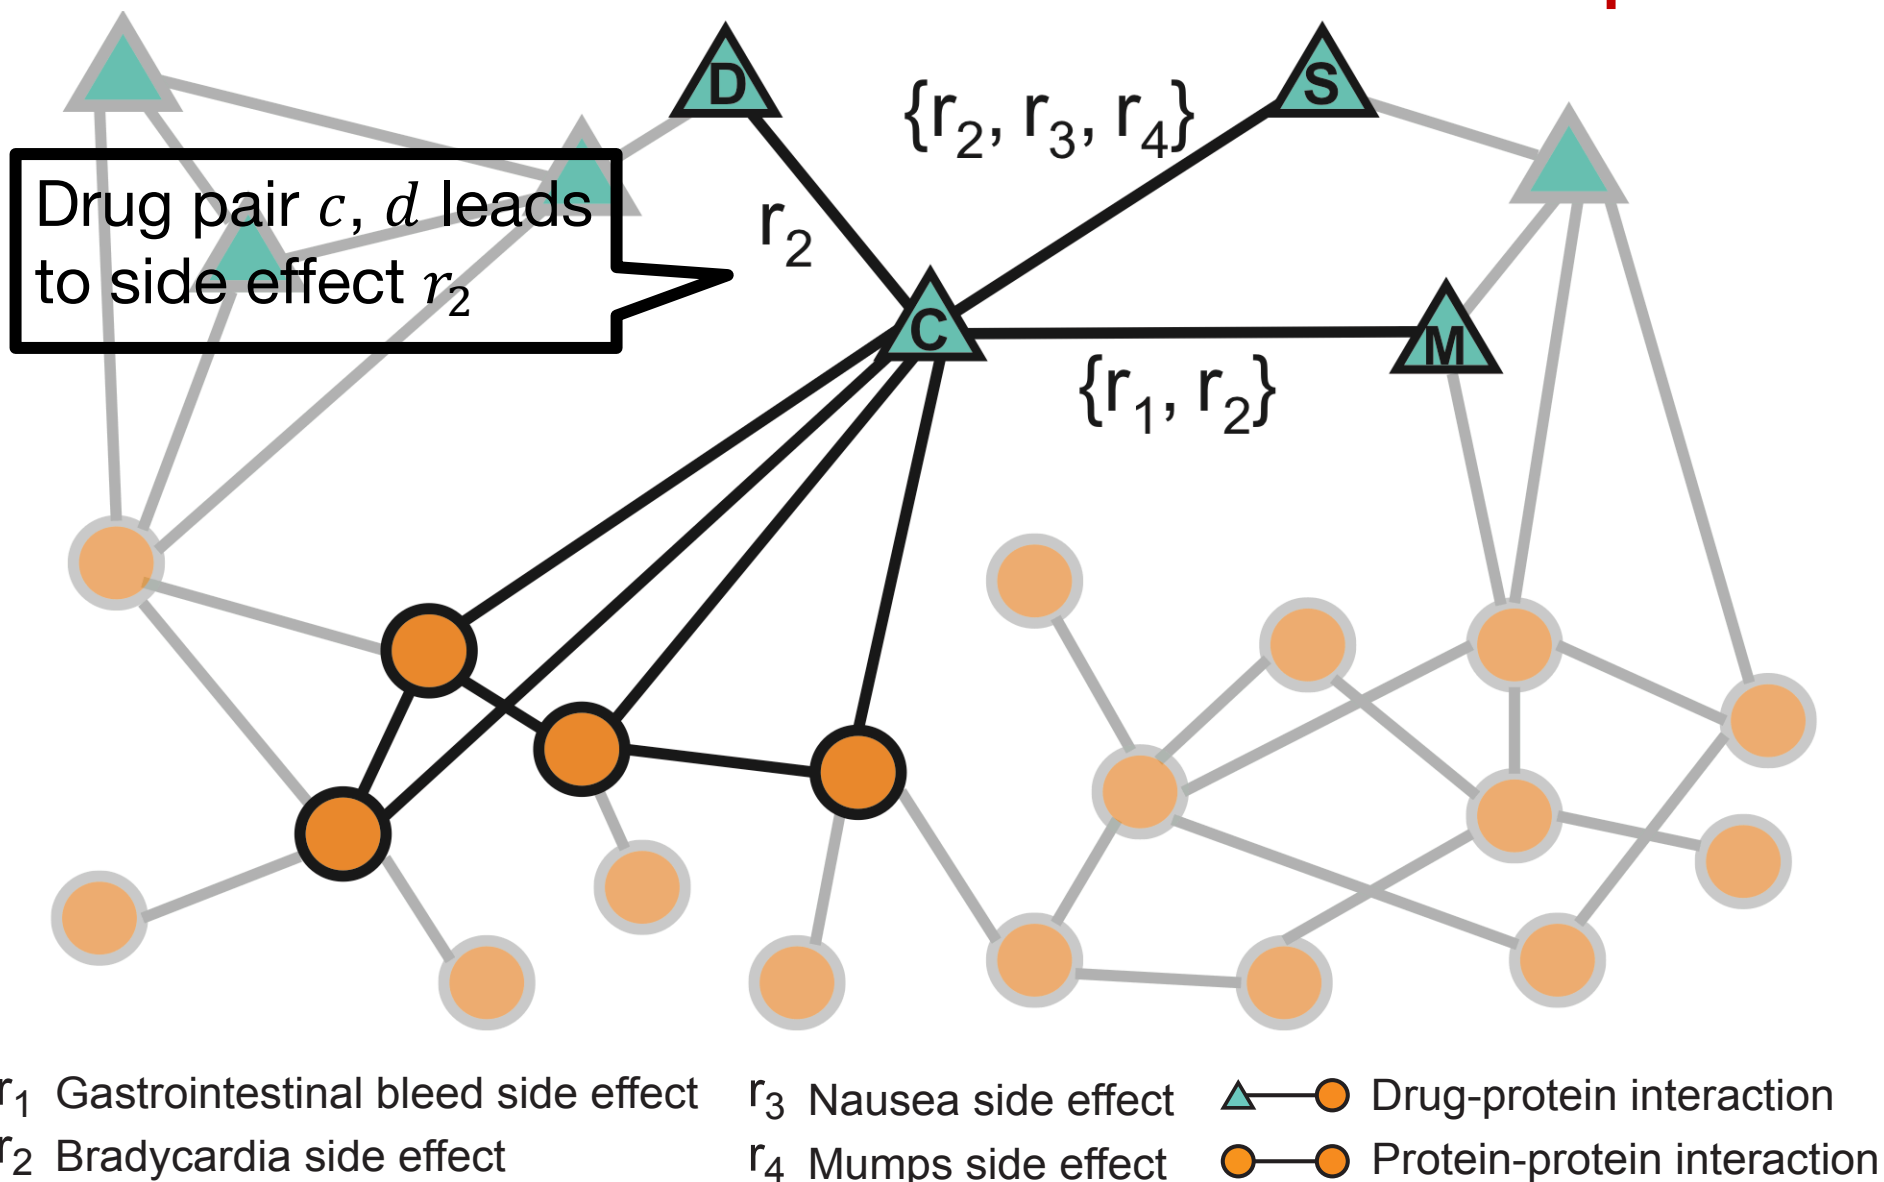 D
S
{r2, r3, r4}
Drug pair c, d leads
to side effect r2
r2
C
M
{r1, r2}
r1 Gastrointestinal bleed side effect
r2 Bradycardia side effect
r3 Nausea side effect
r4 Mumps side effect
Drug-protein interaction
Protein-protein interaction